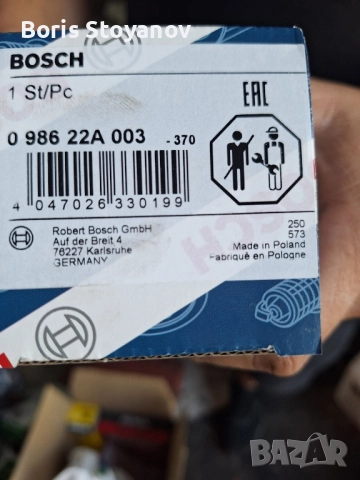 Boris Stoyanov
BOSCH
1 St/Pc
EAC
0 986 22A 003 - 370
4 047026 330199
Robert Bosch GmbH
Auf der Breit 4
76227 Karlsruhe
GERMANY
250
573
Made in Poland
Fabriqué en Pologne
BAZAR